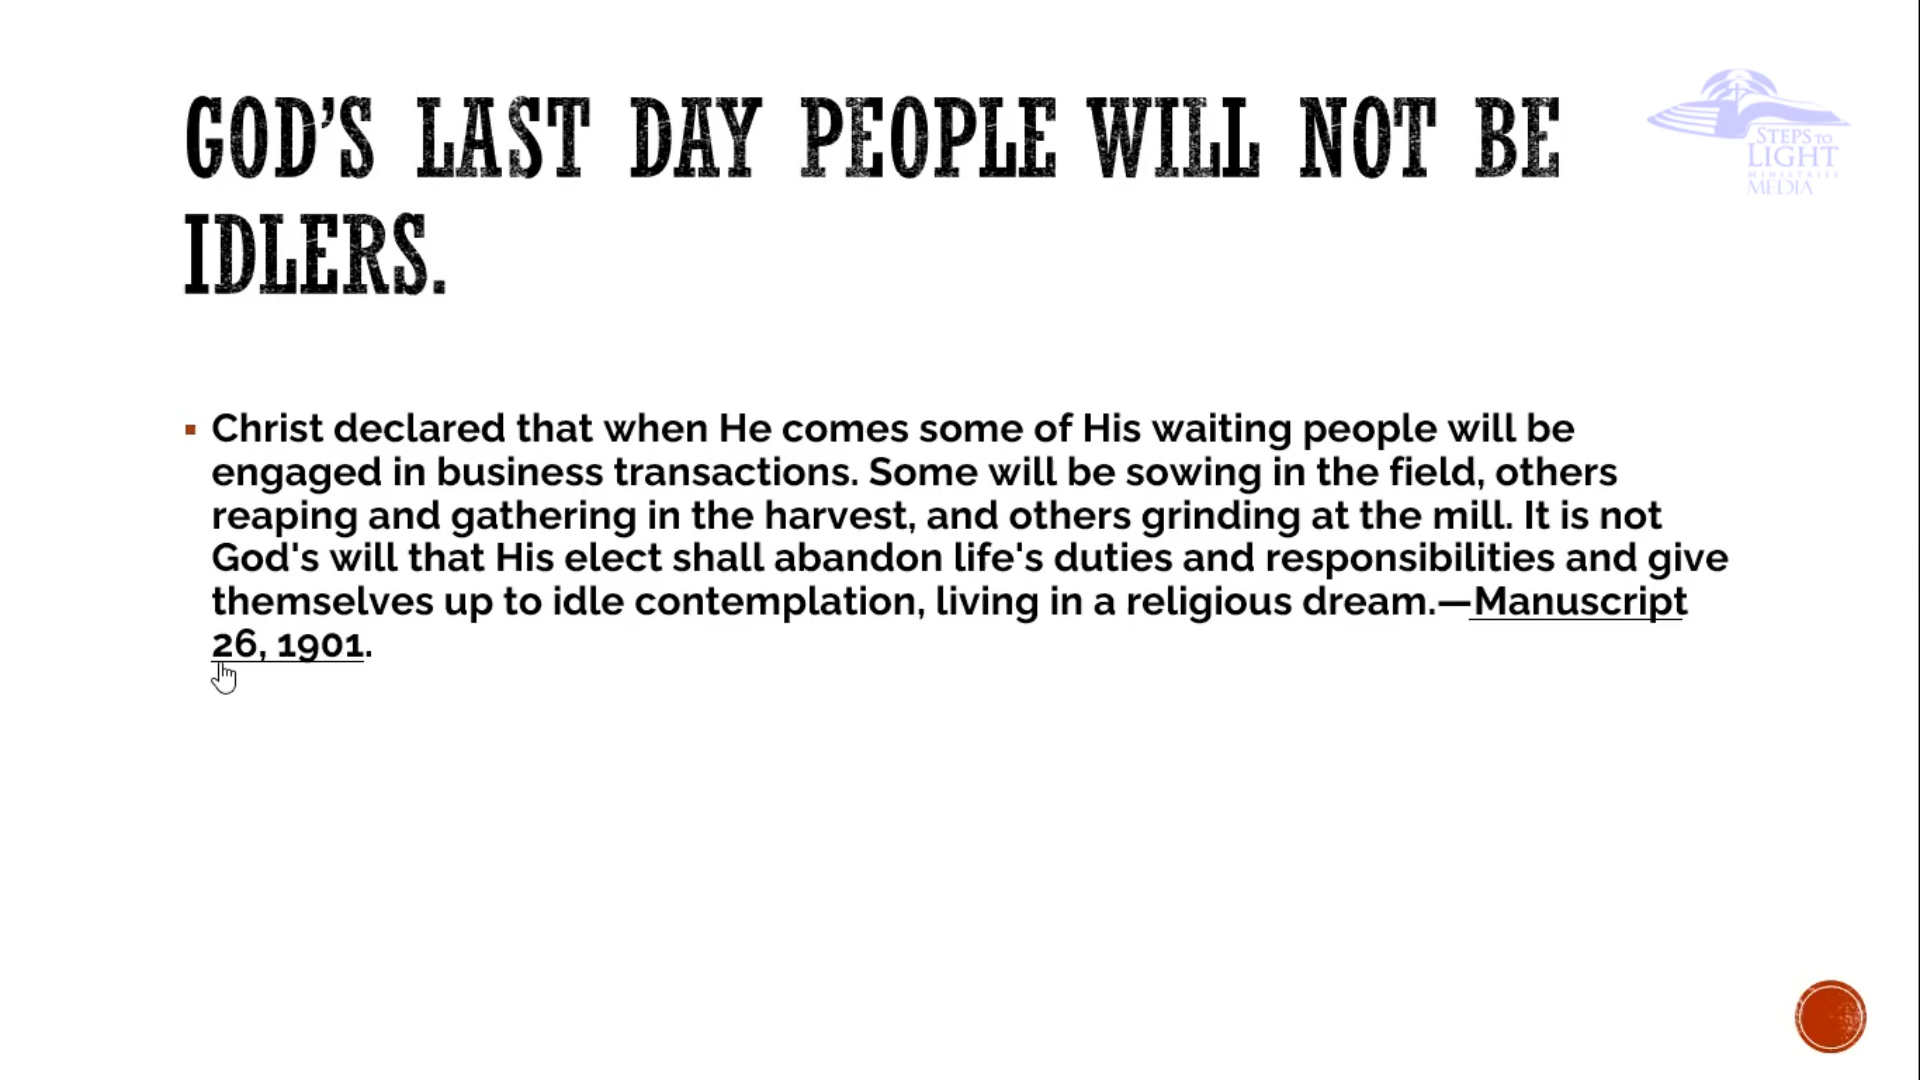 GOD’S LAST DAY PEOPLE WILL NOT BE
IDLERS.
STEPS TO
LIGHT
MINISTRIES
MEDIA
▪ Christ declared that when He comes some of His waiting people will be
engaged in business transactions. Some will be sowing in the field, others
reaping and gathering in the harvest, and others grinding at the mill. It is not
God's will that His elect shall abandon life's duties and responsibilities and give
themselves up to idle contemplation, living in a religious dream.—Manuscript
26, 1901.